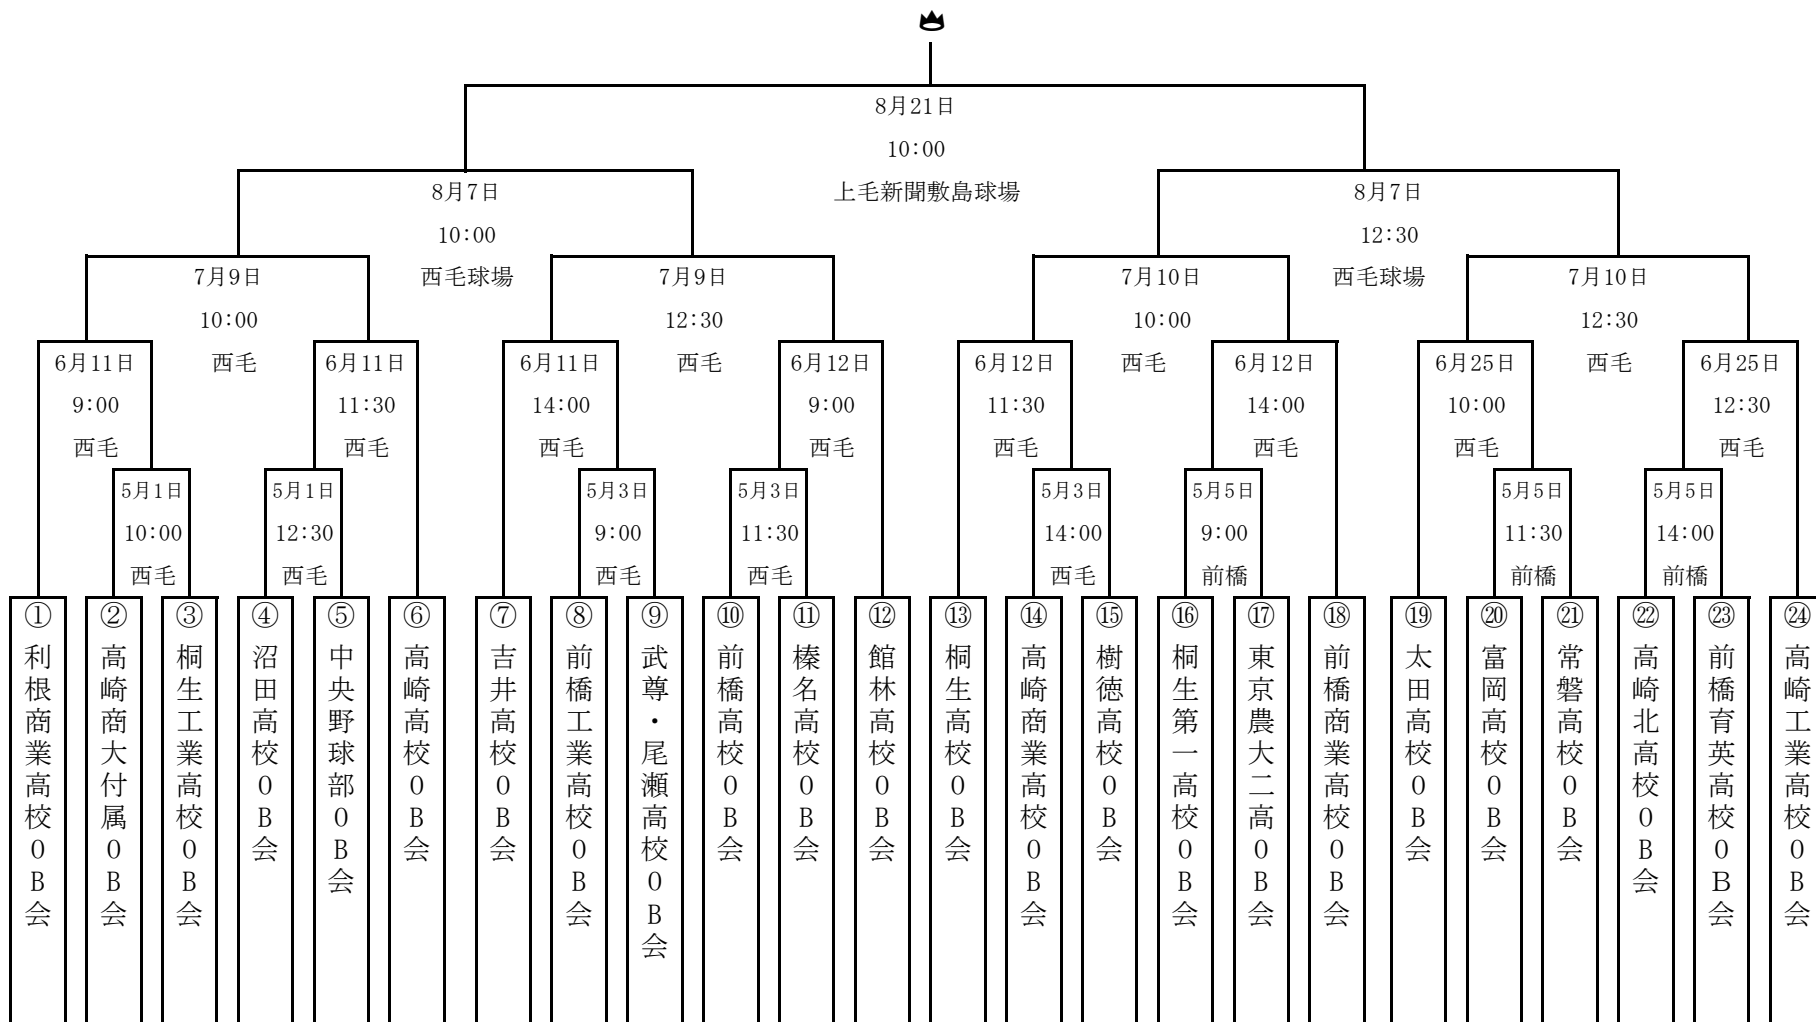 8月21日
10:00
上毛新聞敷島球場
8月7日
10:00
西毛球場
8月7日
12:30
西毛球場
7月9日
10:00
西毛
7月9日
12:30
西毛
7月10日
10:00
西毛
7月10日
12:30
西毛
6月11日
9:00
西毛
6月11日
11:30
西毛
6月11日
14:00
西毛
6月12日
9:00
西毛
6月12日
11:30
西毛
6月12日
14:00
西毛
6月25日
10:00
西毛
6月25日
12:30
西毛
5月1日
10:00
西毛
5月1日
12:30
西毛
5月3日
9:00
西毛
5月3日
11:30
西毛
5月3日
14:00
西毛
5月5日
9:00
前橋
5月5日
11:30
前橋
5月5日
14:00
前橋
①利根商業高校OB会
②高崎商大付属OB会
③桐生工業高校OB会
④沼田高校OB会
⑤中央野球部OB会
⑥高崎高校OB会
⑦吉井高校OB会
⑧前橋工業高校OB会
⑨武尊・尾瀬高校OB会
⑩前橋高校OB会
⑪榛名高校OB会
⑫館林高校OB会
⑬桐生高校OB会
⑭高崎商業高校OB会
⑮樹徳高校OB会
⑯桐生第一高校OB会
⑰東京農大二高OB会
⑱前橋商業高校OB会
⑲太田高校OB会
⑳富岡高校OB会
㉑常磐高校OB会
㉒高崎北高校OB会
㉓前橋育英高校OB会
㉔高崎工業高校OB会